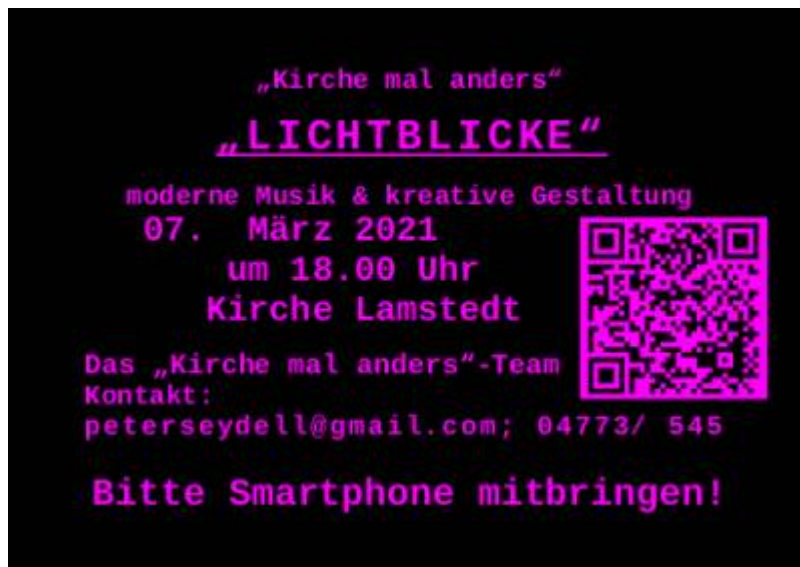 „Kirche mal anders“
„LICHTBLICKE“
moderne Musik & kreative Gestaltung
07. März 2021
um 18.00 Uhr
Kirche Lamstedt
Das „Kirche mal anders“-Team
Kontakt:
peterseydell@gmail.com; 04773/ 545
Bitte Smartphone mitbringen!